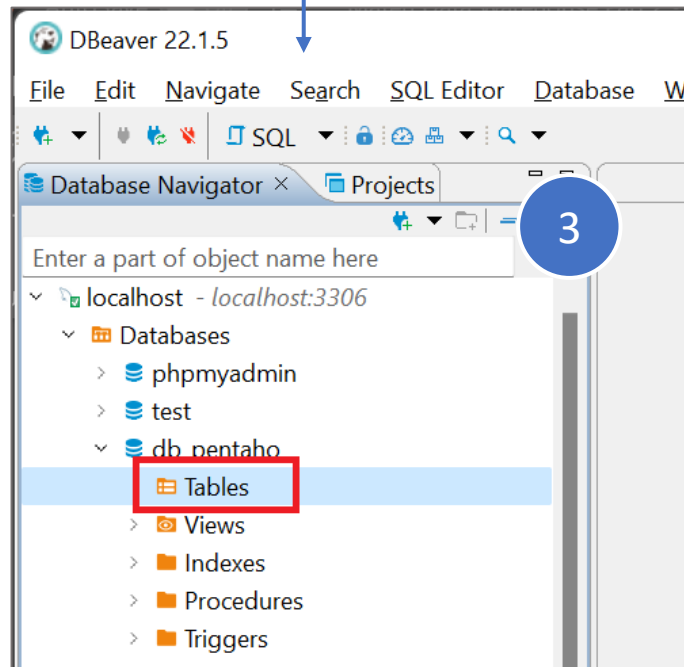 DBeaver 22.1.5
File Edit Navigate Search SQL Editor Database W
SQL
Database Navigator × Projects
3
Enter a part of object name here
localhost - localhost:3306
Databases
phpmyadmin
test
db_pentaho
Tables
Views
Indexes
Procedures
Triggers